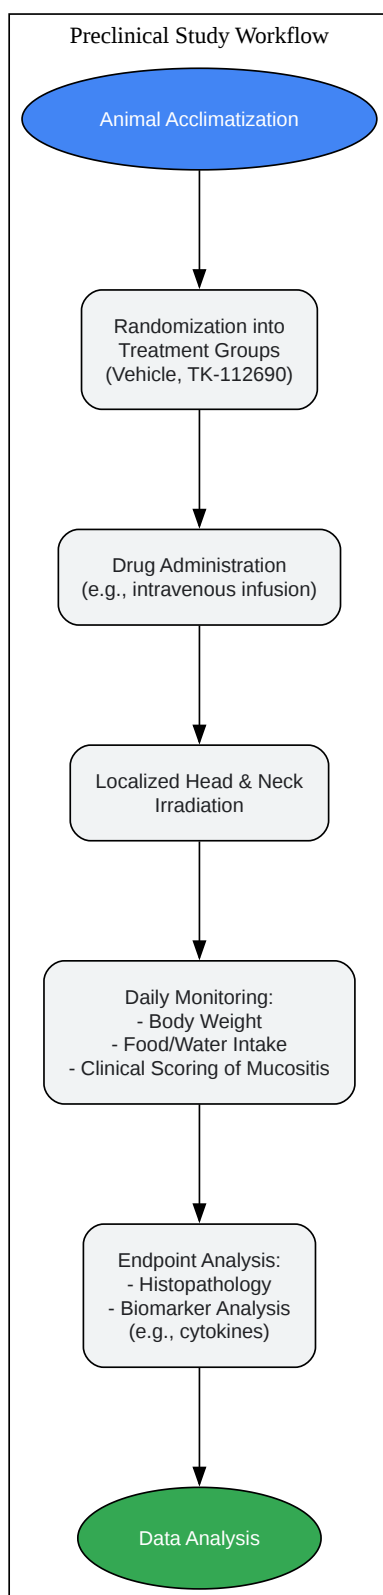 Preclinical Study Workflow
Animal Acclimatization
Randomization into
Treatment Groups
(Vehicle, TK-112690)
Drug Administration
(e.g., intravenous infusion)
Localized Head & Neck
Irradiation
Daily Monitoring:
- Body Weight
- Food/Water Intake
- Clinical Scoring of Mucositis
Endpoint Analysis:
- Histopathology
- Biomarker Analysis
(e.g., cytokines)
Data Analysis